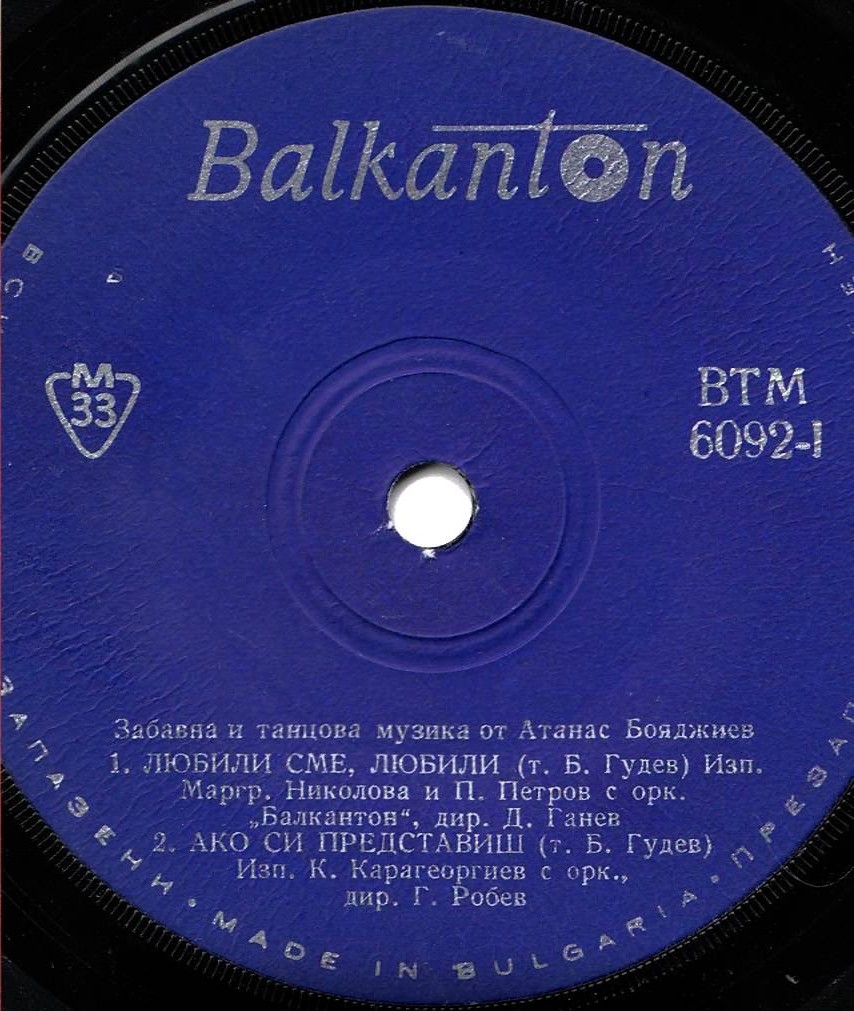 Balkanton
М
33
ВТМ
6092-I
Забавна и танцова музика от Атанас Бояджиев
1. ЛЮБИЛИ СМЕ, ЛЮБИЛИ (т. Б. Гудев) Изп.
Маргр. Николова и П. Петров с орк.
„Балкантон“, дир. Д. Ганев
2. АКО СИ ПРЕДСТАВИШ (т. Б. Гудев)
Изп. К. Карагеоргиев с орк.,
дир. Г. Робев
ЗАПАЗЕНИ • MADE IN BULGARIA • ПРЕЗАП